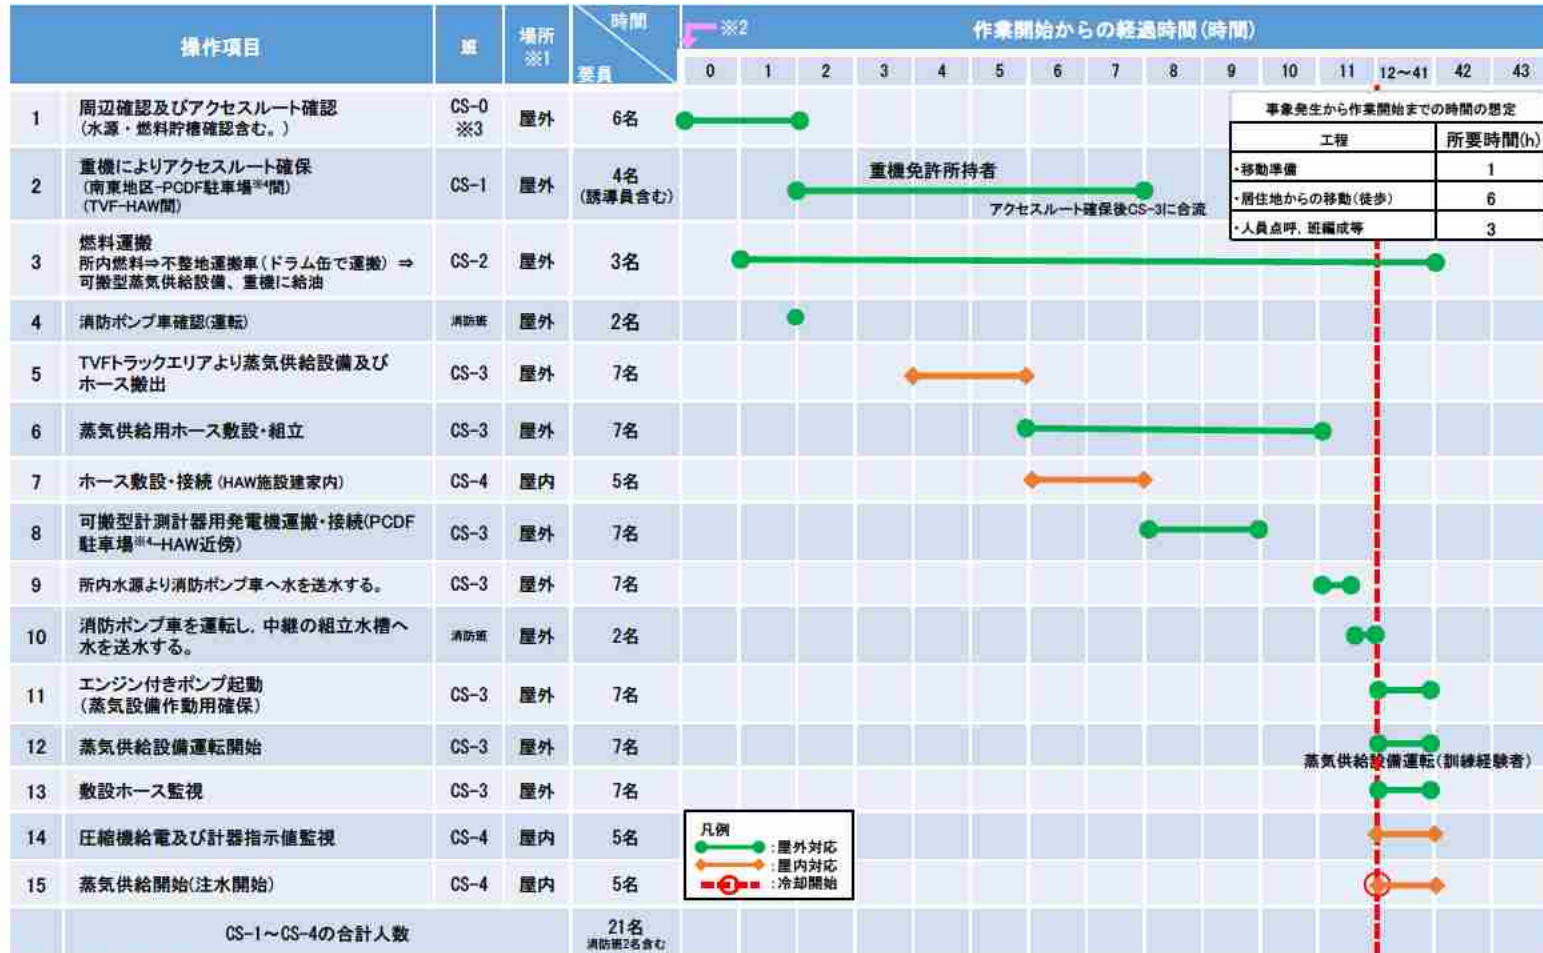 操作項目
班
場所
※1
時間
要員
※2
作業開始からの経過時間(時間)
0 1 2 3 4 5 6 7 8 9 10 11 12～41 42 43
事象発生から作業開始までの時間の想定
工程 所要時間(h)
・移動準備 1
・居住地からの移動(徒歩) 6
・人員点呼、班編成等 3
1 周辺確認及びアクセスルート確認
(水源・燃料貯槽確認含む。)
CS-0
※3
屋外 6名
2 重機によりアクセスルート確保
(南東地区-PCDF駐車場※4間)
(TVF-HAW間)
CS-1 屋外 4名
(誘導員含む)
重機免許所持者
アクセスルート確保後CS-3に合流
3 燃料運搬
所内燃料⇒不整地運搬車(ドラム缶で運搬) ⇒
可搬型蒸気供給設備、重機に給油
CS-2 屋外 3名
4 消防ポンプ車確認(運転) 消防班 屋外 2名
5 TVFトラックエリアより蒸気供給設備及び
ホース搬出
CS-3 屋外 7名
6 蒸気供給用ホース敷設・組立 CS-3 屋外 7名
7 ホース敷設・接続 (HAW施設建家内) CS-4 屋内 5名
8 可搬型計測計器用発電機運搬・接続(PCDF
駐車場※4-HAW近傍)
CS-3 屋外 7名
9 所内水源より消防ポンプ車へ水を送水する。 CS-3 屋外 7名
10 消防ポンプ車を運転し、中継の組立水槽へ
水を送水する。
消防班 屋外 2名
11 エンジン付きポンプ起動
(蒸気設備作動用確保)
CS-3 屋外 7名
12 蒸気供給設備運転開始 CS-3 屋外 7名
蒸気供給設備運転(訓練経験者)
13 敷設ホース監視 CS-3 屋外 7名
14 圧縮機給電及び計器指示値監視 CS-4 屋内 5名
15 蒸気供給開始(注水開始) CS-4 屋内 5名
凡例
:屋外対応
:屋内対応
:冷却開始
CS-1～CS-4の合計人数 21名
消防班2名含む